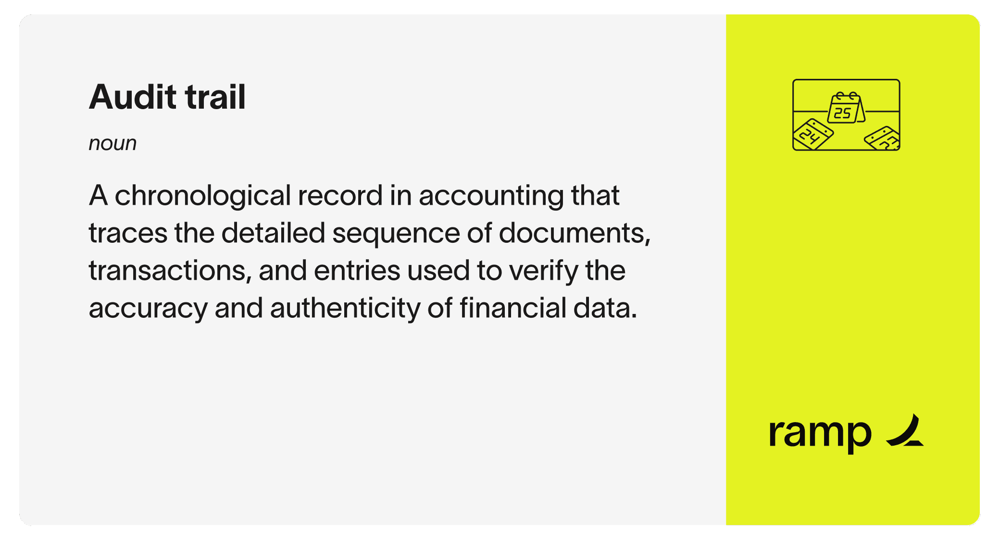 Audit trail
noun
A chronological record in accounting that
traces the detailed sequence of documents,
transactions, and entries used to verify the
accuracy and authenticity of financial data.
25
24
23
ramp